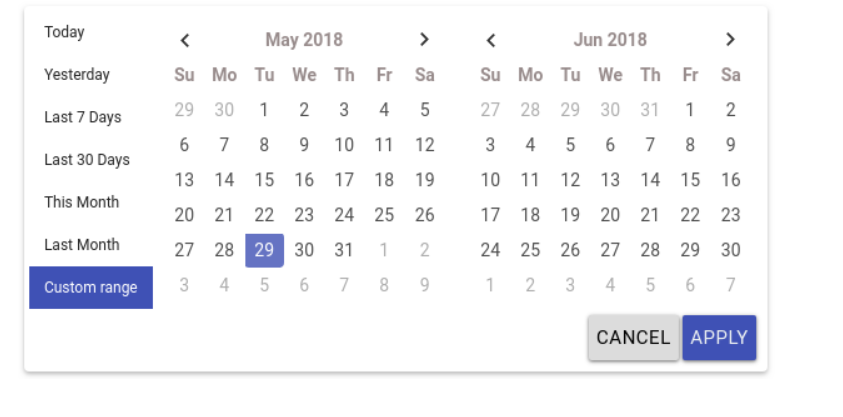 Today
Yesterday
Last 7 Days
Last 30 Days
This Month
Last Month
Custom range
May 2018
Su Mo Tu We Th Fr Sa
29 30 1 2 3 4 5
6 7 8 9 10 11 12
13 14 15 16 17 18 19
20 21 22 23 24 25 26
27 28 29 30 31 1 2
3 4 5 6 7 8 9
Jun 2018
Su Mo Tu We Th Fr Sa
27 28 29 30 31 1 2
3 4 5 6 7 8 9
10 11 12 13 14 15 16
17 18 19 20 21 22 23
24 25 26 27 28 29 30
1 2 3 4 5 6 7
CANCEL APPLY